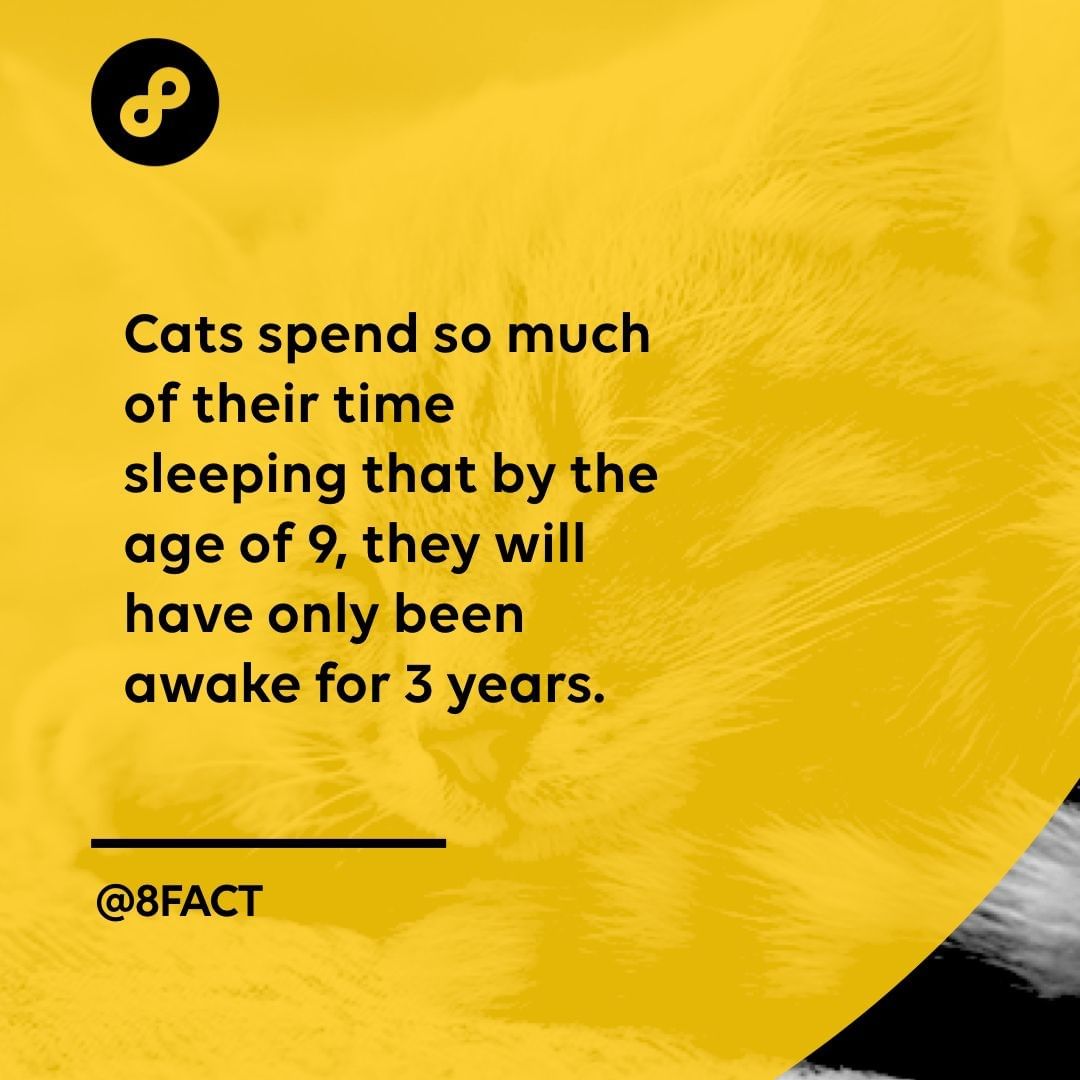 Cats spend so much
of their time
sleeping that by the
age of 9, they will
have only been
awake for 3 years.
@8FACT